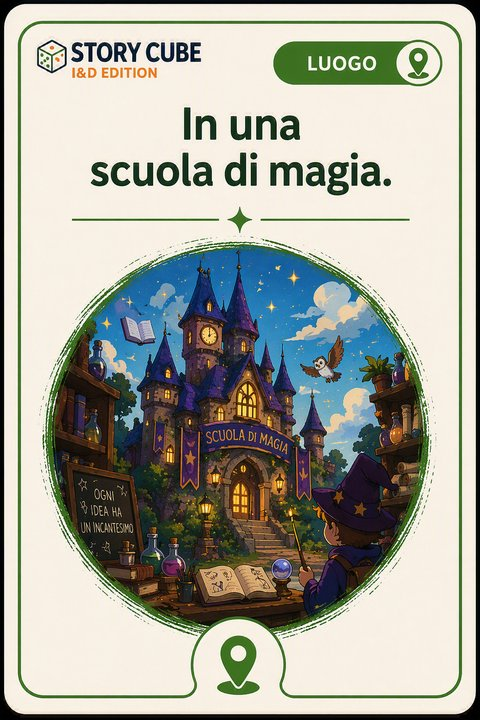 STORY CUBE
I&D EDITION
LUOGO
In una
scuola di magia.
SCUOLA DI MAGIA
OGNI
IDEA HA
UN INCANTESIMO